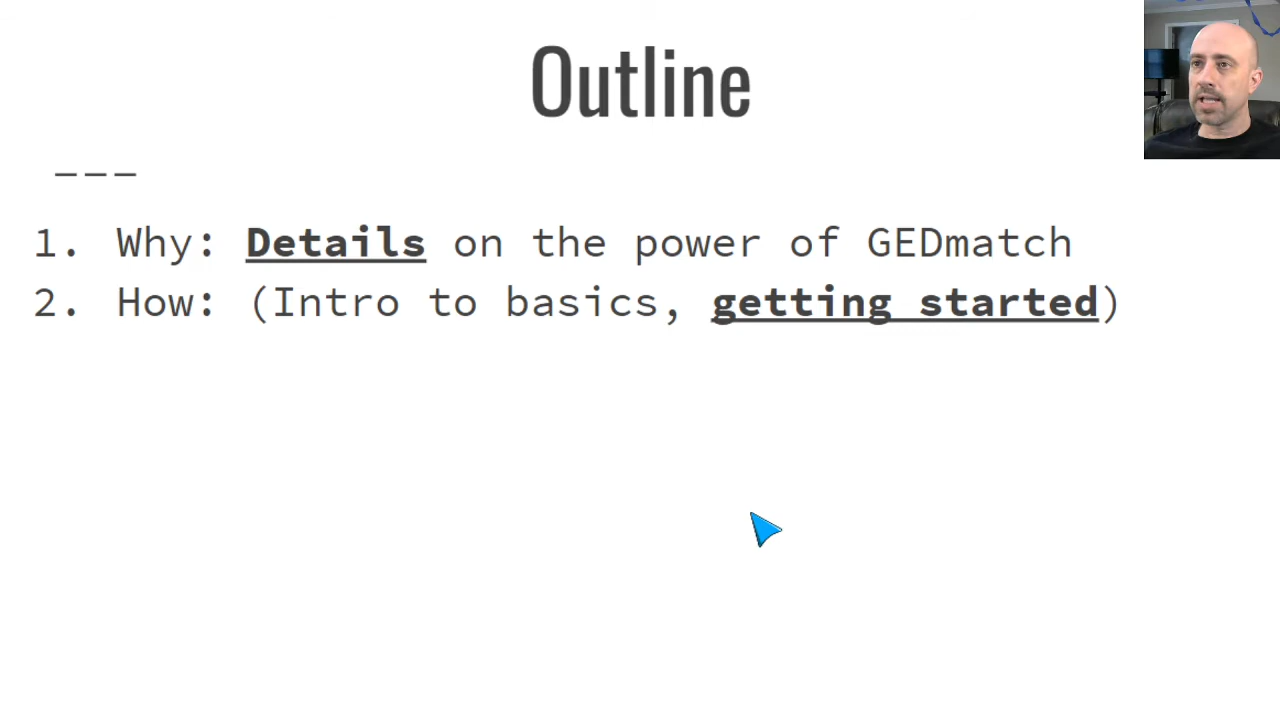 Outline
---
1. Why: Details on the power of GEDmatch
2. How: (Intro to basics, getting started)